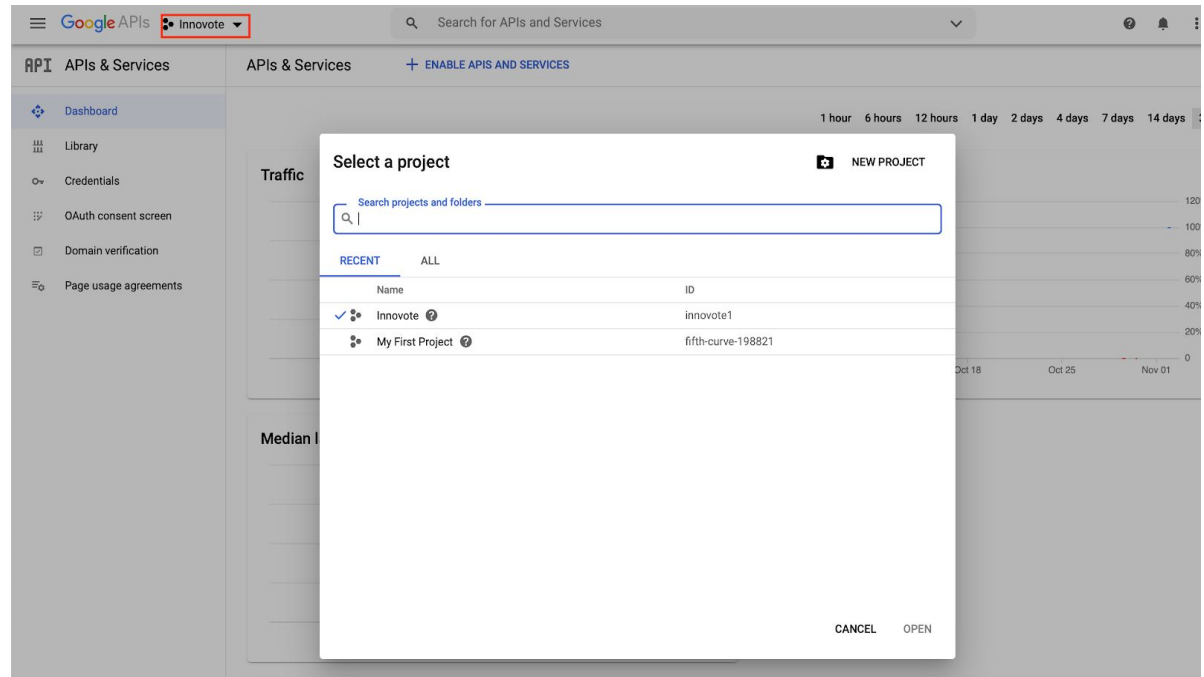 Google APIs Innovote Search for APIs and Services
API APIs & Services APIs & Services + ENABLE APIS AND SERVICES
Dashboard
Library
Credentials
OAuth consent screen
Domain verification
Page usage agreements
1 hour 6 hours 12 hours 1 day 2 days 4 days 7 days 14 days
Traffic
Select a project NEW PROJECT
Search projects and folders
RECENT ALL
Name ID
Innovote innovote1
My First Project fifth-curve-198821
CANCEL OPEN
80%
60%
40%
20%
0
Oct 18 Oct 25 Nov 01
Median